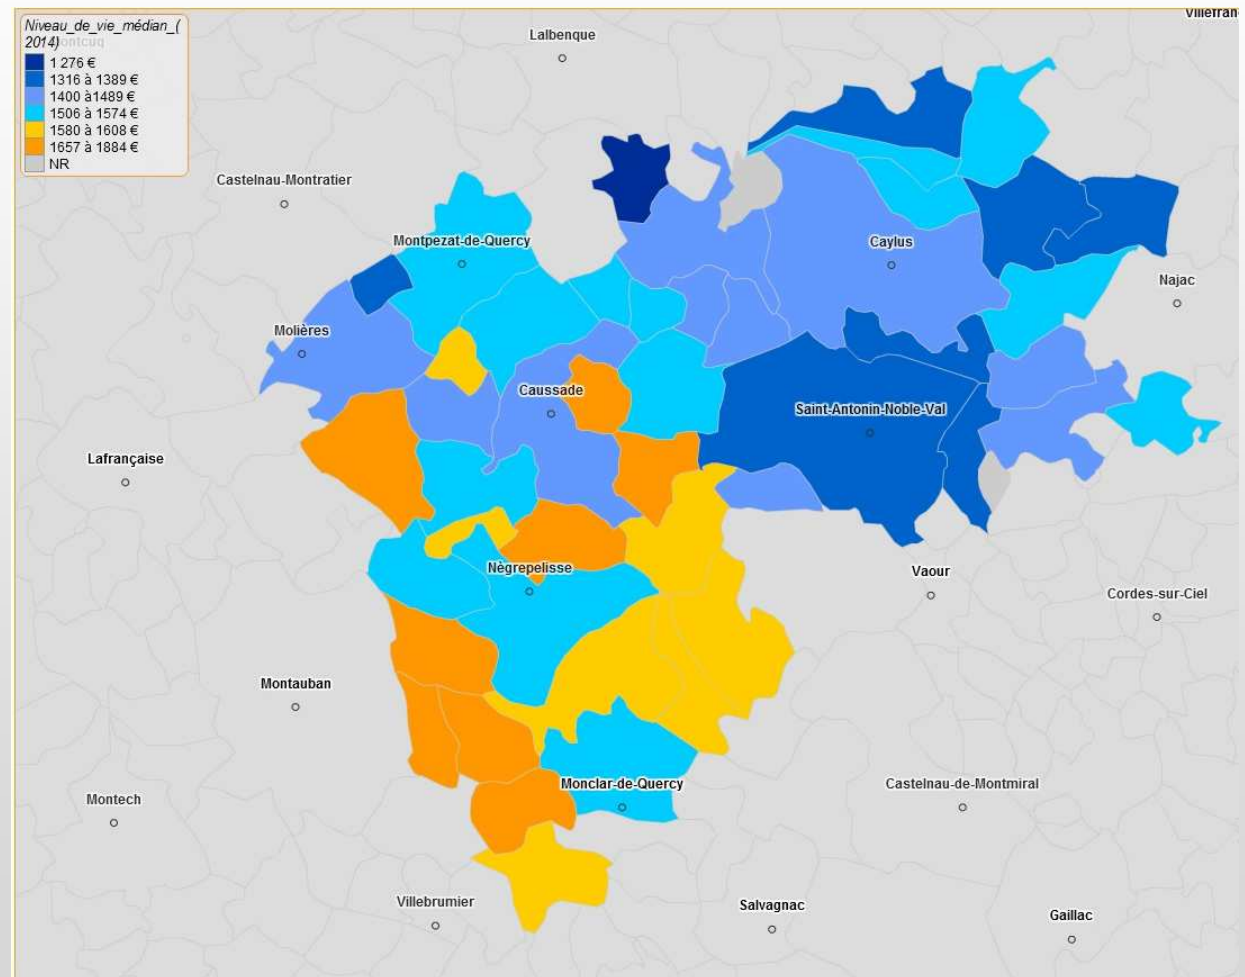 Niveau_de_vie_médian_(
2014)
Montcuq
1 276 €
1316 à 1389 €
1400 à1489 €
1506 à 1574 €
1580 à 1608 €
1657 à 1884 €
NR
Villefran
Lalbenque
Castelnau-Montratier
Montpezat-de-Quercy
Caylus
Najac
Molières
Caussade
Saint-Antonin-Noble-Val
Lafrançaise
Nègrepelisse
Vaour
Cordes-sur-Ciel
Montauban
Monclar-de-Quercy
Castelnau-de-Montmiral
Montech
Villebrumier
Salvagnac
Gaillac